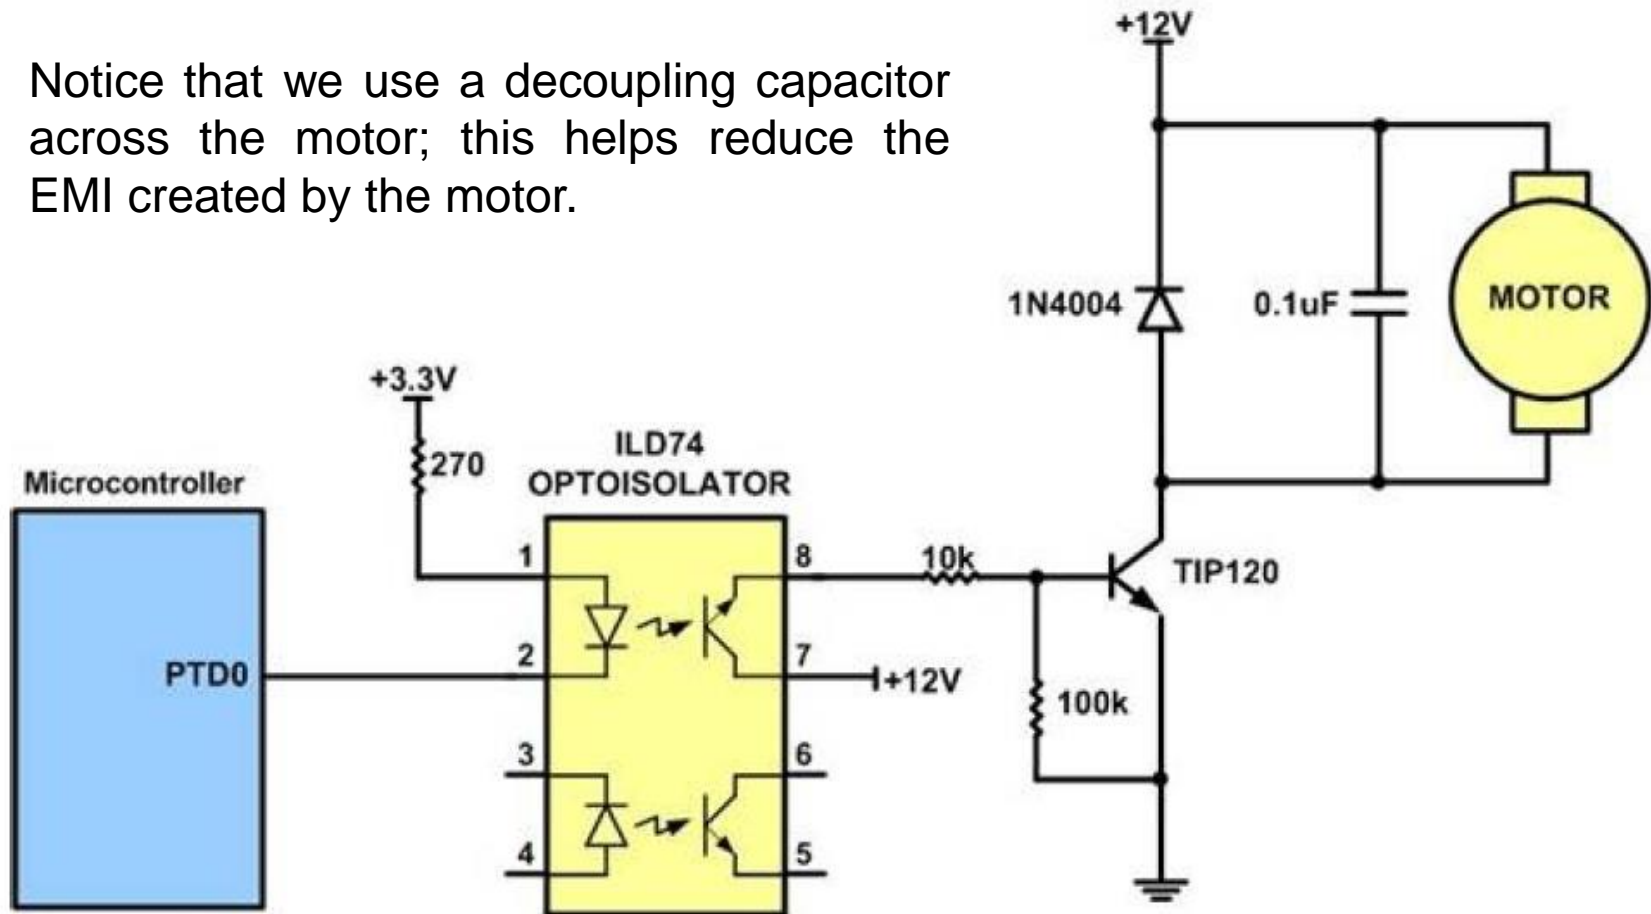 Notice that we use a decoupling capacitor
across the motor; this helps reduce the
EMI created by the motor.
+12V
1N4004
0.1uF
MOTOR
+3.3V
270
ILD74
OPTOISOLATOR
Microcontroller
1
8
10k
TIP120
PTD0
2
7
+12V
100k
3
6
4
5